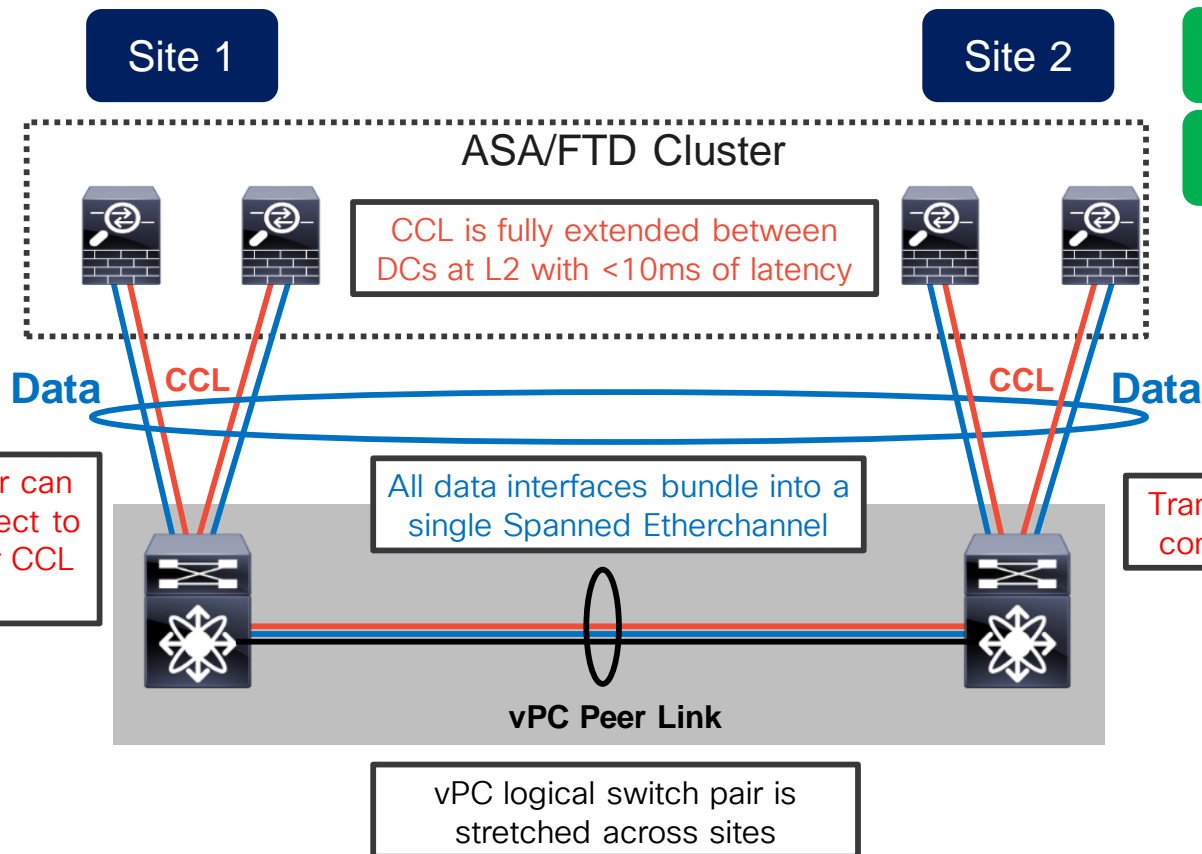 Site 1
Site 2
ASA/FTD Cluster
CCL is fully extended between
DCs at L2 with <10ms of latency
Data
CCL
CCL
Data
r can
ect to
CCL
All data interfaces bundle into a
single Spanned Etherchannel
Tran
con
vPC Peer Link
vPC logical switch pair is
stretched across sites